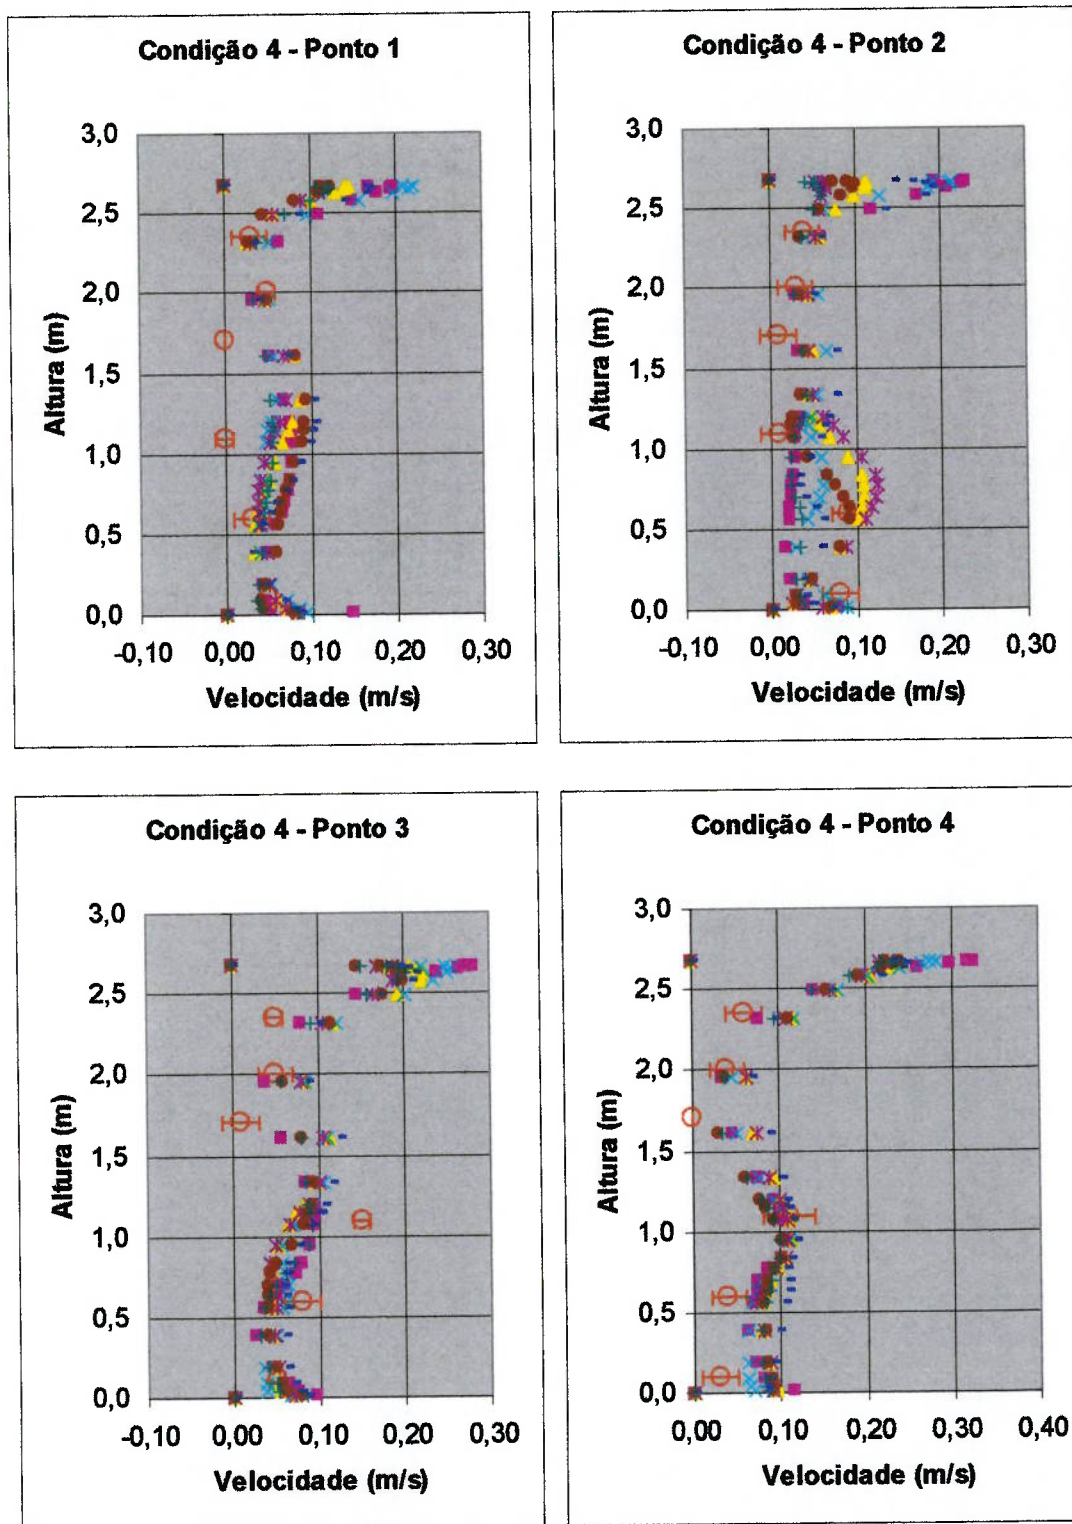 Condição 4 - Ponto 1
3,0
2,5
2,0
1,5
1,0
0,5
0,0
Altura (m)
-0,10 0,00 0,10 0,20 0,30
Velocidade (m/s)
Condição 4 - Ponto 2
3,0
2,5
2,0
1,5
1,0
0,5
0,0
Altura (m)
-0,10 0,00 0,10 0,20 0,30
Velocidade (m/s)
Condição 4 - Ponto 3
3,0
2,5
2,0
1,5
1,0
0,5
0,0
Altura (m)
-0,10 0,00 0,10 0,20 0,30
Velocidade (m/s)
Condição 4 - Ponto 4
3,0
2,5
2,0
1,5
1,0
0,5
0,0
Altura (m)
0,00 0,10 0,20 0,30 0,40
Velocidade (m/s)